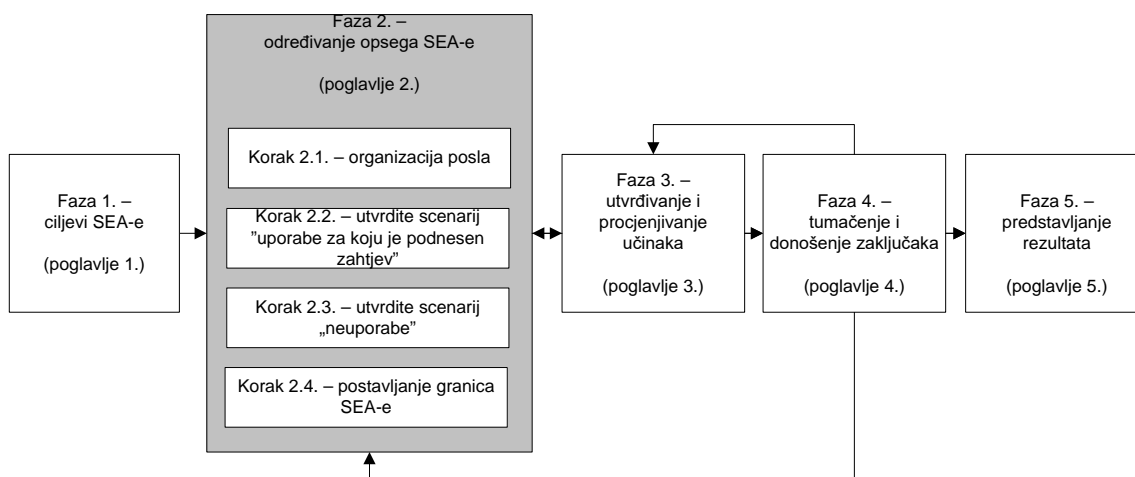 Faza 1. –
ciljevi SEA-e
(poglavlje 1.)
Faza 2. –
određivanje opsega SEA-e
(poglavlje 2.)
Korak 2.1. – organizacija posla
Korak 2.2. – utvrdite scenarij
”uporabe za koju je podnesen
zahtjev”
Korak 2.3. – utvrdite scenarij
„neuporabe”
Korak 2.4. – postavljanje granica
SEA-e
Faza 3. –
utvrđivanje i
procjenjivanje
učinaka
(poglavlje 3.)
Faza 4. –
tumačenje i
donošenje zaključaka
(poglavlje 4.)
Faza 5. –
predstavljanje
rezultata
(poglavlje 5.)